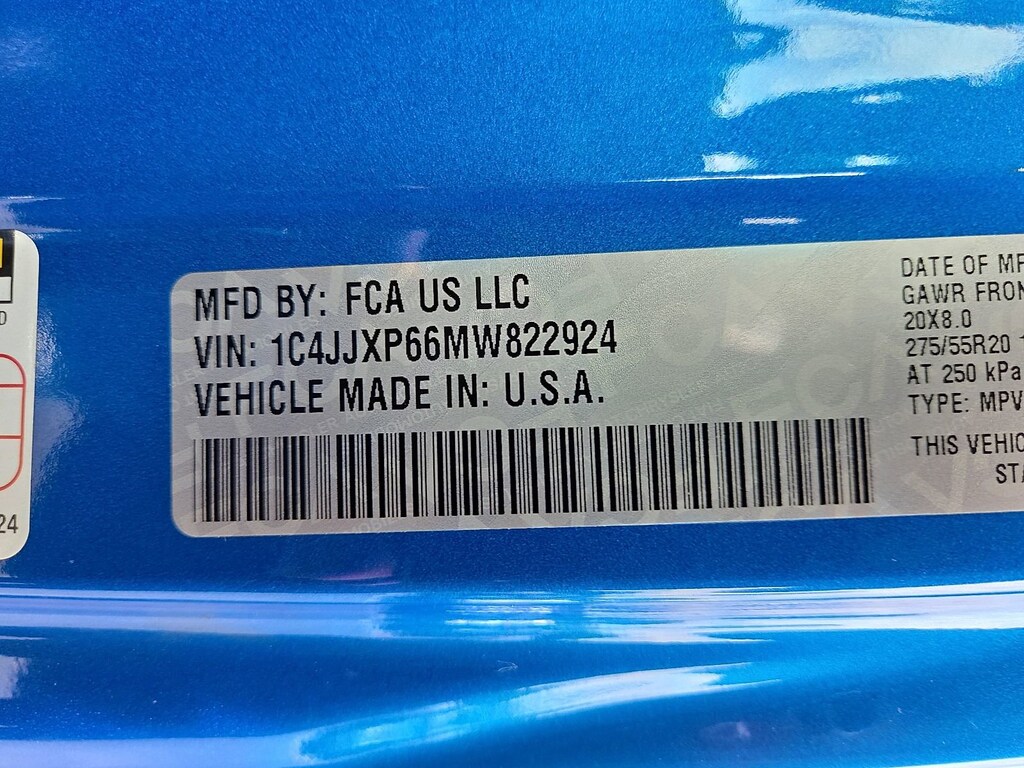 MFD BY: FCA US LLC
VIN: 1C4JJXP66MW822924
VEHICLE MADE IN: U.S.A.
DATE OF MF
GAWR FRON
20X8.0
275/55R20 1
AT 250 kPa
TYPE: MPV
THIS VEHIC
STA
D
24